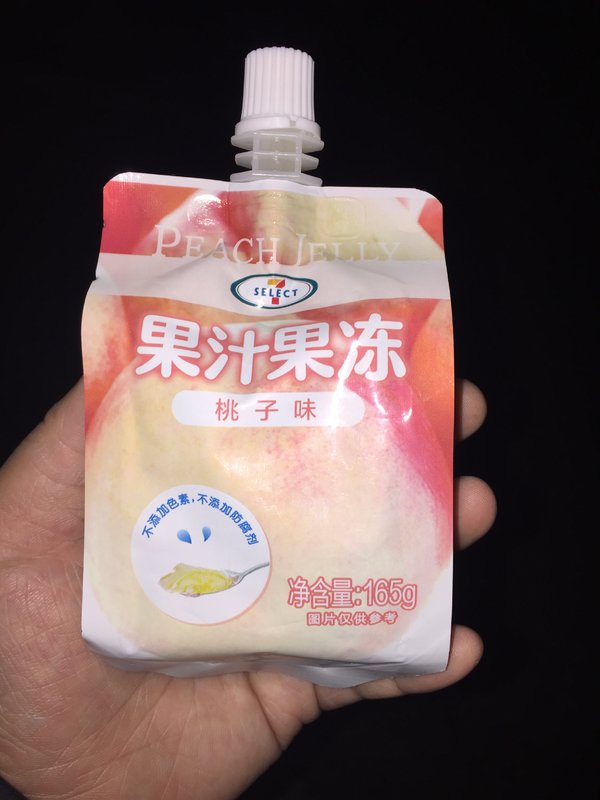 PEACH JELLY
7
SELECT
果汁果冻
桃子味
不添加色素,不添加防腐剂
净含量:165g
图片仅供参考